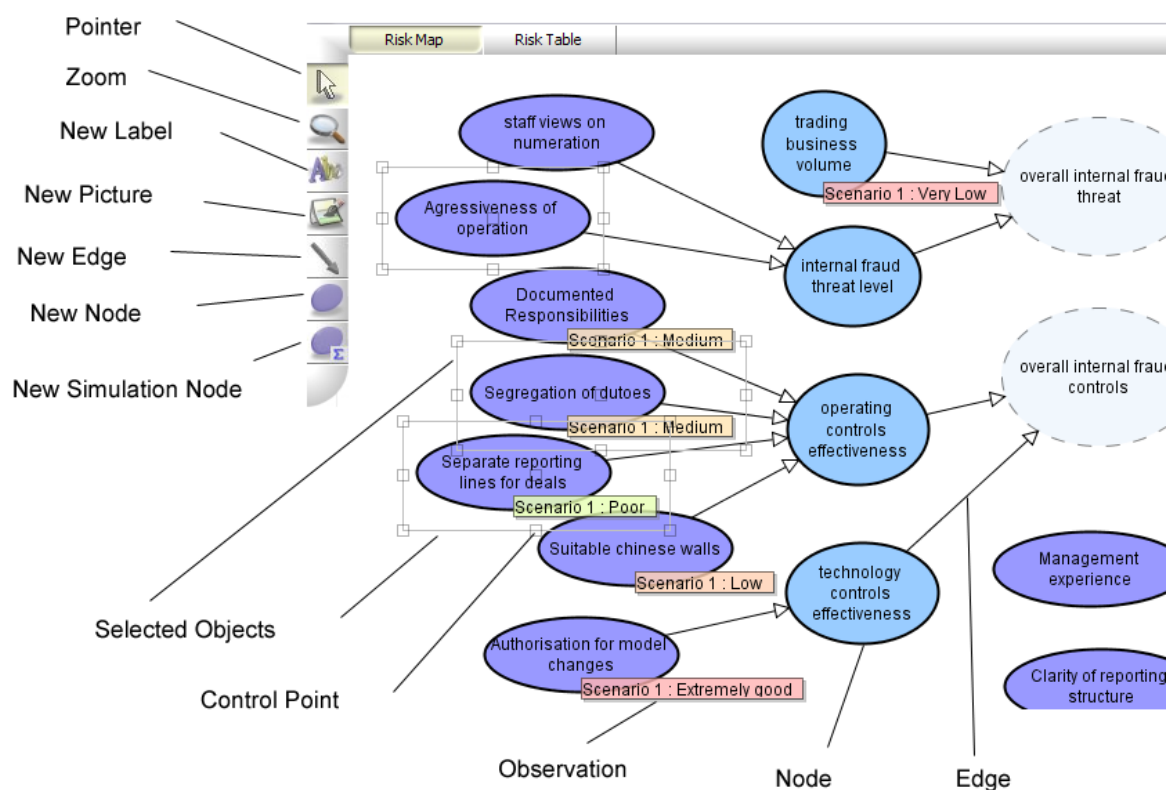 Pointer
Zoom
New Label
New Picture
New Edge
New Node
New Simulation Node
Risk Map
Risk Table
Abc
Σ
staff views on
numeration
Agressiveness of
operation
Documented
Responsibilities
Scenario 1 : Medium
Segregation of dutoes
Scenario 1 : Medium
Separate reporting
lines for deals
Scenario 1 : Poor
Suitable chinese walls
Scenario 1 : Low
Authorisation for model
changes
Scenario 1 : Extremely good
trading
business
volume
Scenario 1 : Very Low
internal fraud
threat level
operating
controls
effectiveness
technology
controls
effectiveness
overall internal fraud
threat
overall internal fraud
controls
Management
experience
Clarity of reporting
structure
Selected Objects
Control Point
Observation
Node
Edge